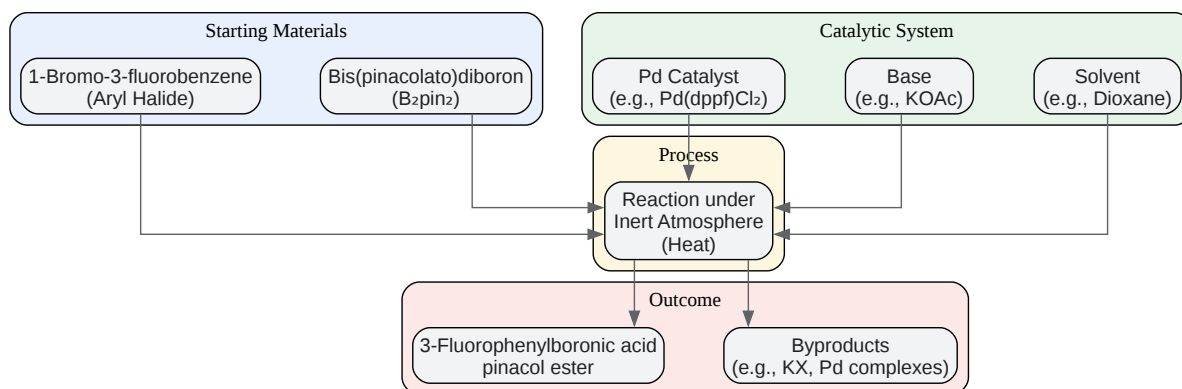 Starting Materials
1-Bromo-3-fluorobenzene
(Aryl Halide)
Bis(pinacolato)diboron
(B₂pin₂)
Catalytic System
Pd Catalyst
(e.g., Pd(dppf)Cl₂)
Base
(e.g., KOAc)
Solvent
(e.g., Dioxane)
Process
Reaction under
Inert Atmosphere
(Heat)
Outcome
3-Fluorophenylboronic acid
pinacol ester
Byproducts
(e.g., KX, Pd complexes)